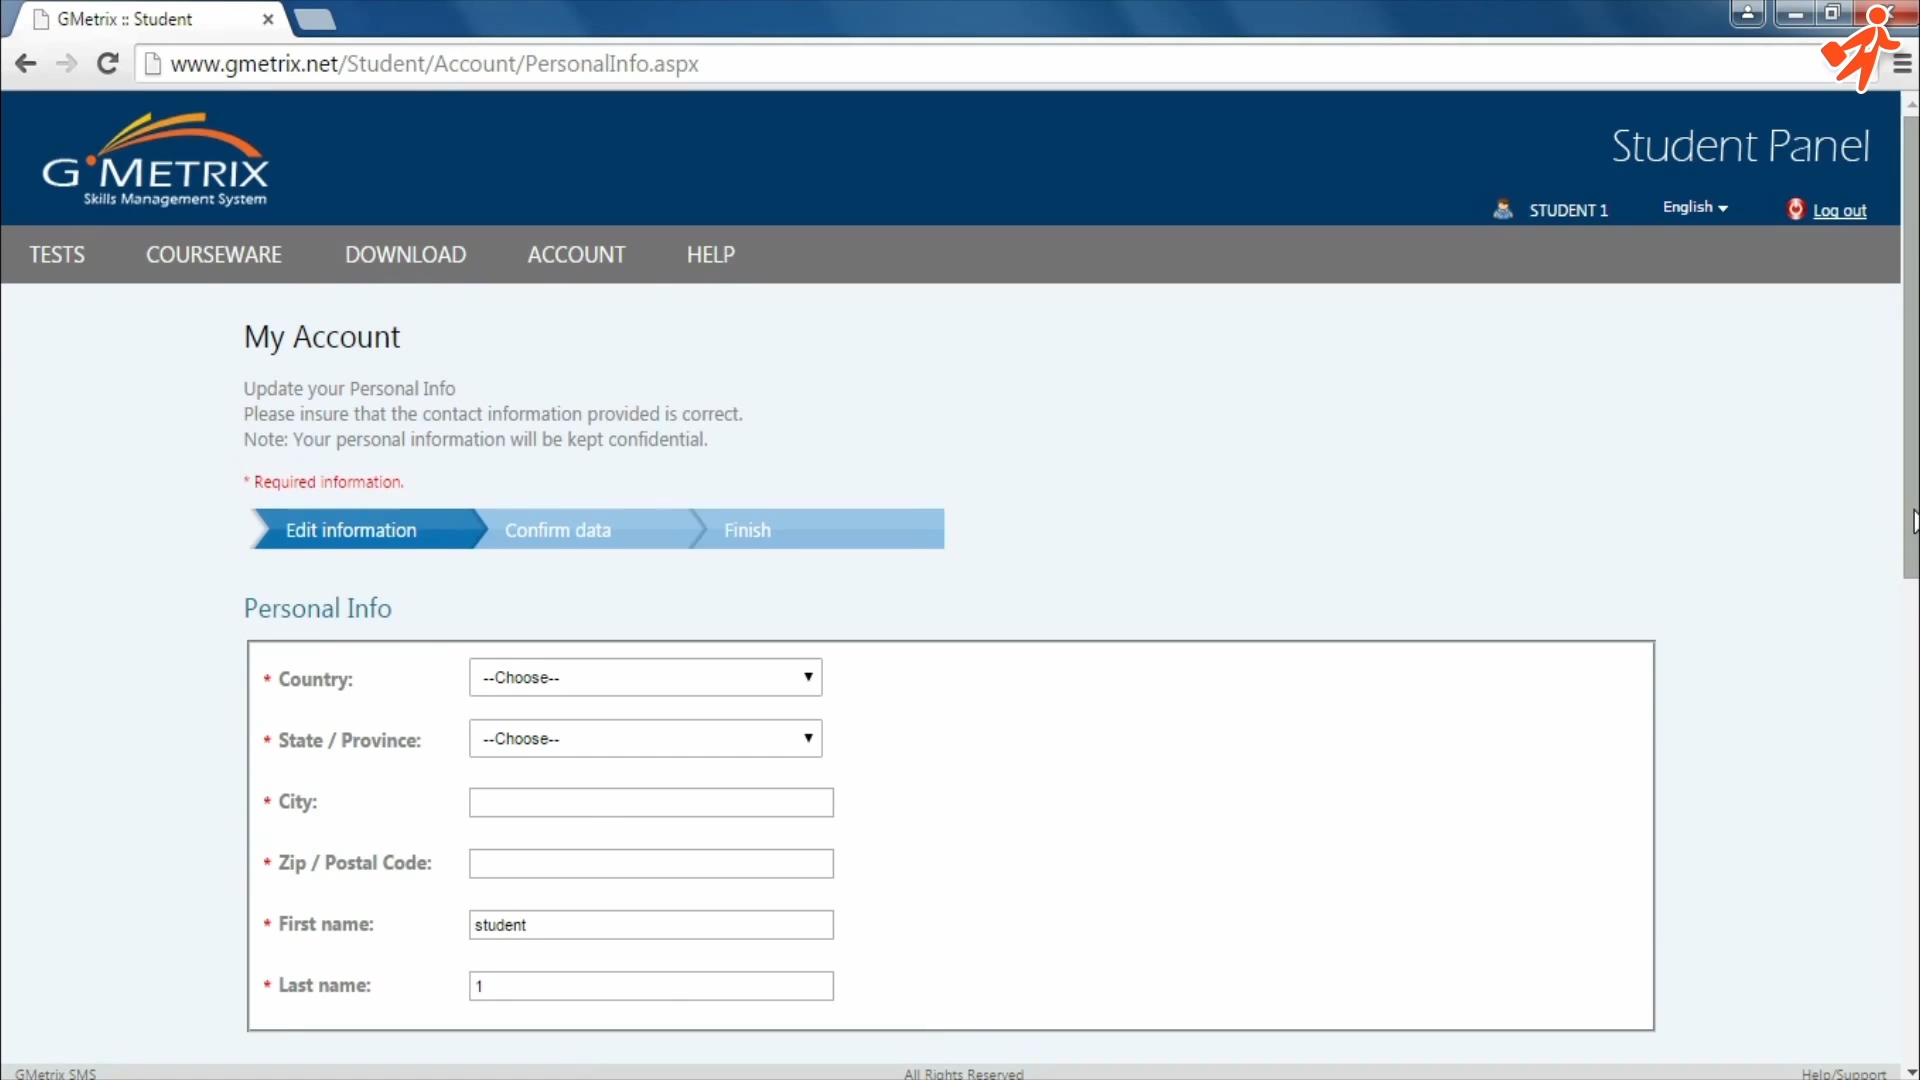 GMetrix :: Student
www.gmetrix.net/Student/Account/PersonalInfo.aspx
G METRIX
Skills Management System
Student Panel
STUDENT 1
English
Log out
TESTS
COURSEWARE
DOWNLOAD
ACCOUNT
HELP
My Account
Update your Personal Info
Please insure that the contact information provided is correct.
Note: Your personal information will be kept confidential.
* Required information.
Edit information
Confirm data
Finish
Personal Info
* Country:
--Choose--
* State / Province:
--Choose--
* City:
* Zip / Postal Code:
* First name:
student
* Last name:
1
GMetrix SMS
All Rights Reserved
Help/Support